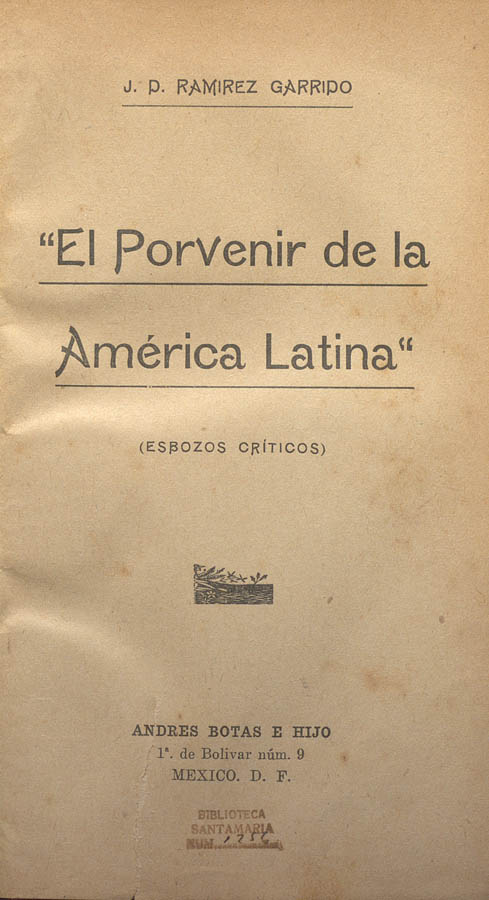 J. D. RAMIREZ GARRIDO
"El Porvenir de la
América Latina"
(ESBOZOS CRÍTICOS)
ANDRES BOTAS E HIJO
1ª. de Bolivar núm. 9
MEXICO. D. F.
BIBLIOTECA
SANTAMARIA
NUM.